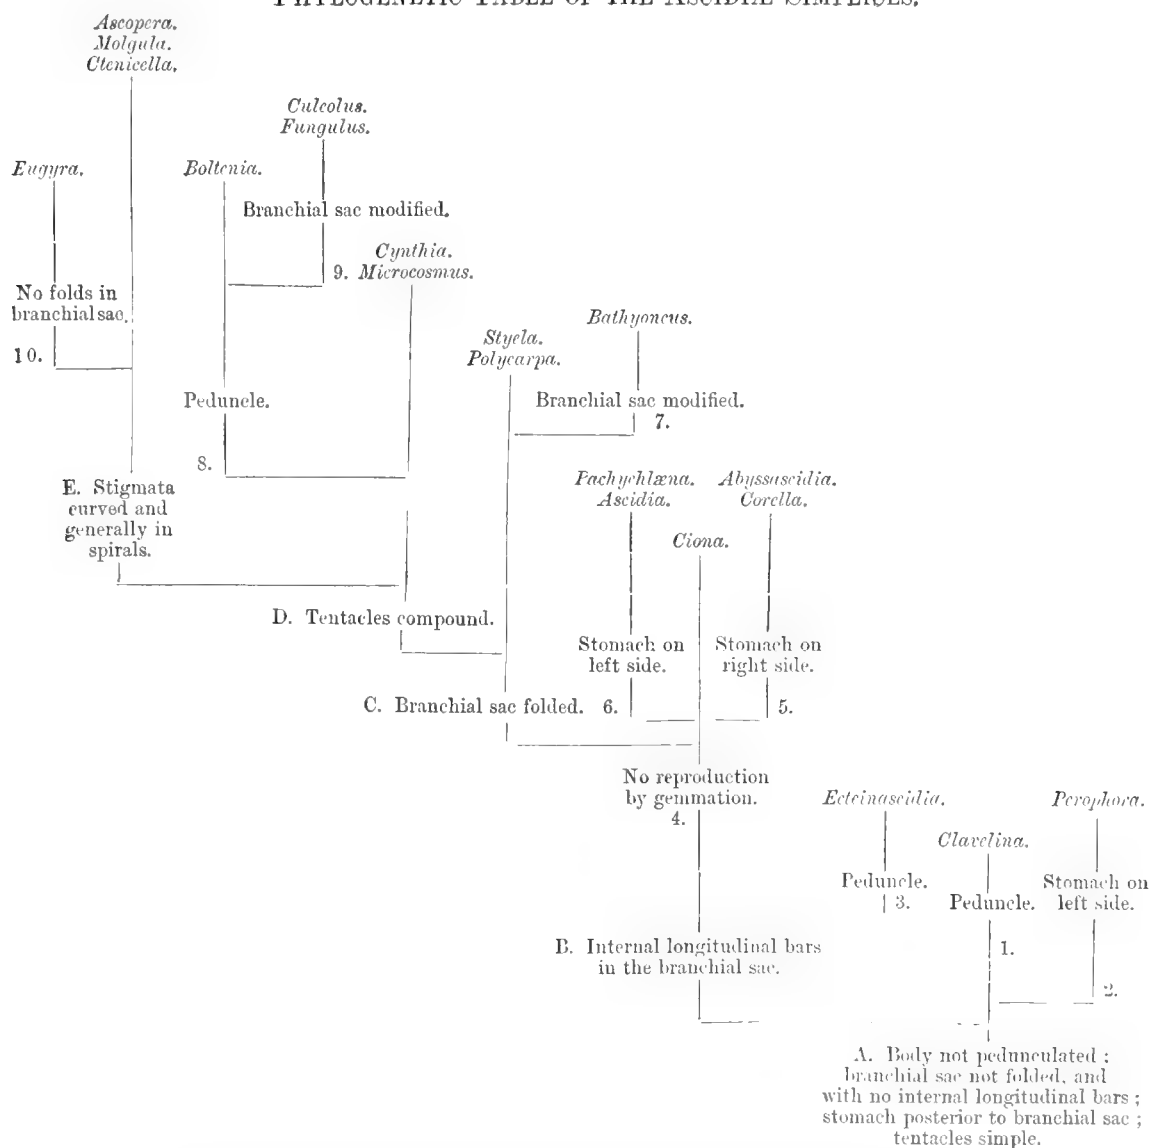 PHYLOGENETIC TABLE OF THE ASCIDIÆ SIMPLICES.
Ascopera.
Molgula.
Ctenicella.
Culcolus.
Fungulus.
Eugyra.
Boltenia.
Branchial sac modified.
Cynthia.
9. Microcosmus.
No folds in
branchial sac.
10.
Bathyoncus.
Styela.
Polycarpa.
Peduncle.
Branchial sac modified.
7.
8.
E. Stigmata
curved and
generally in
spirals.
Pachychlæna.
Ascidia.
Abyssascidia.
Corella.
Ciona.
D. Tentacles compound.
Stomach on
left side.
Stomach on
right side.
C. Branchial sac folded.
6.
5.
No reproduction
by gemmation.
4.
Ecteinascidia.
Perophora.
Clavelina.
Peduncle.
3.
Peduncle.
Stomach on
left side.
B. Internal longitudinal bars
in the branchial sac.
1.
2.
A. Body not pedunculated ;
branchial sac not folded, and
with no internal longitudinal bars ;
stomach posterior to branchial sac ;
tentacles simple.